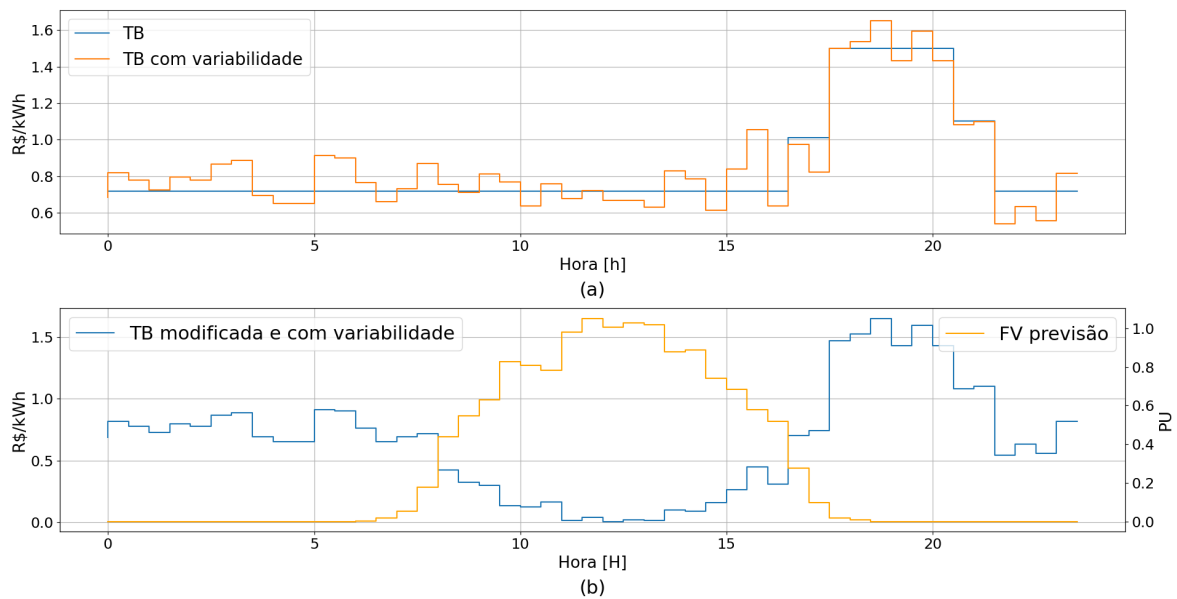 1.6
1.4
1.2
1.0
0.8
0.6
R$/kWh
TB
TB com variabilidade
0
5
10
15
20
Hora [h]
(a)
1.5
1.0
0.5
0.0
R$/kWh
TB modificada e com variabilidade
FV previsão
1.0
0.8
0.6
0.4
0.2
0.0
PU
0
5
10
15
20
Hora [H]
(b)